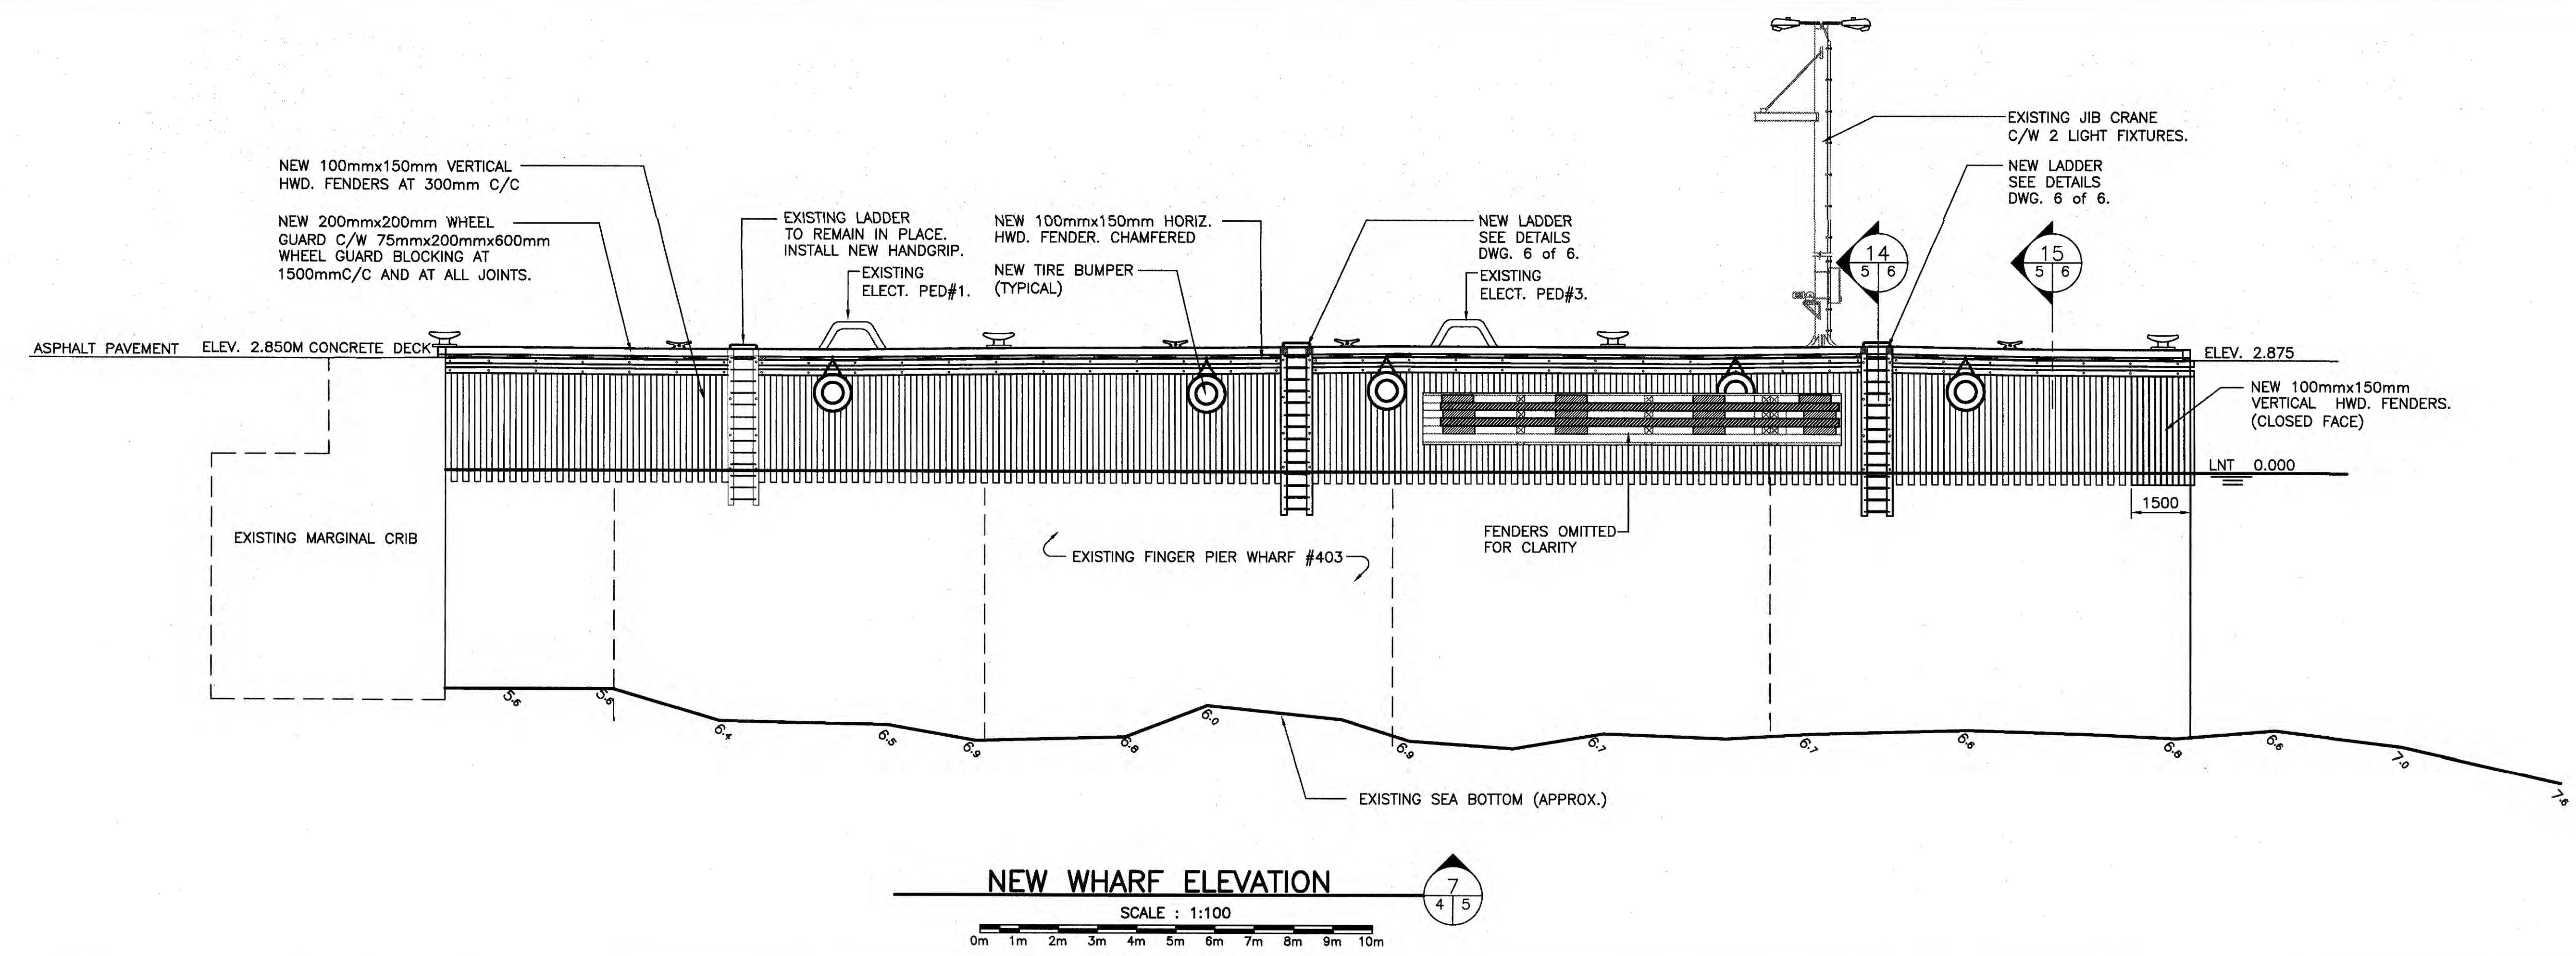 EXISTING JIB CRANE
C/W 2 LIGHT FIXTURES.
NEW 100mmx150mm VERTICAL
HWD. FENDERS AT 300mm C/C
NEW LADDER
SEE DETAILS
DWG. 6 of 6.
NEW 200mmx200mm WHEEL
GUARD C/W 75mmx200mmx600mm
WHEEL GUARD BLOCKING AT
1500mmC/C AND AT ALL JOINTS.
EXISTING LADDER
TO REMAIN IN PLACE.
INSTALL NEW HANDGRIP.
EXISTING
ELECT. PED#1.
NEW 100mmx150mm HORIZ.
HWD. FENDER. CHAMFERED
NEW TIRE BUMPER
(TYPICAL)
NEW LADDER
SEE DETAILS
DWG. 6 of 6.
EXISTING
ELECT. PED#3.
14
5 6
15
5 6
ASPHALT PAVEMENT ELEV. 2.850M CONCRETE DECK
ELEV. 2.875
NEW 100mmx150mm
VERTICAL HWD. FENDERS.
(CLOSED FACE)
LNT 0.000
1500
EXISTING MARGINAL CRIB
FENDERS OMITTED
FOR CLARITY
EXISTING FINGER PIER WHARF #403
5.6
5.6
6.4
6.5
6.9
6.8
6.0
6.9
6.7
6.7
6.6
6.8
6.6
7.0
7.6
EXISTING SEA BOTTOM (APPROX.)
NEW WHARF ELEVATION
7
4 5
SCALE : 1:100
0m 1m 2m 3m 4m 5m 6m 7m 8m 9m 10m